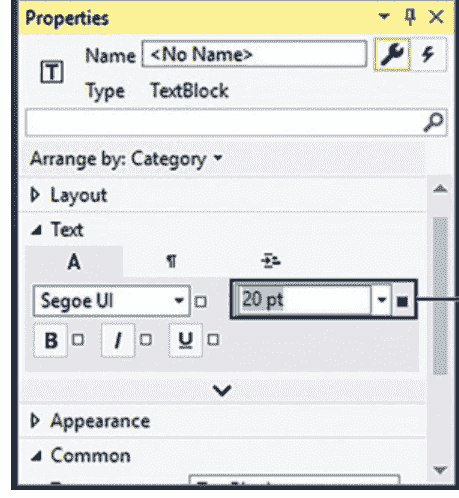 Properties
Name <No Name>
Type TextBlock
Arrange by: Category
Layout
Text
A ¶
Segoe UI 20 pt
B I U
Appearance
Common